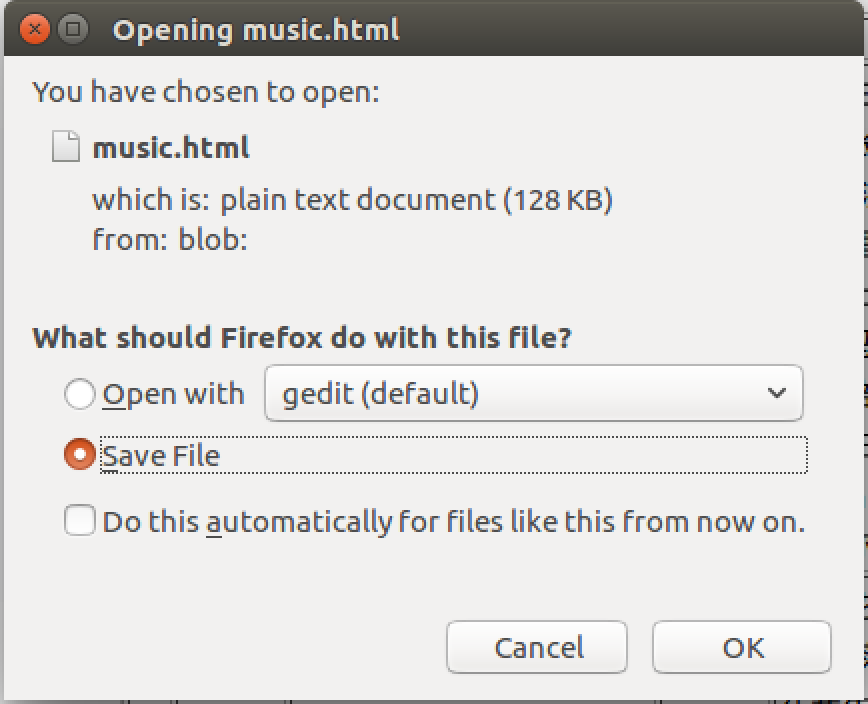 Opening music.html
You have chosen to open:
music.html
which is: plain text document (128 KB)
from: blob:
What should Firefox do with this file?
Open with gedit (default)
Save File
Do this automatically for files like this from now on.
Cancel OK